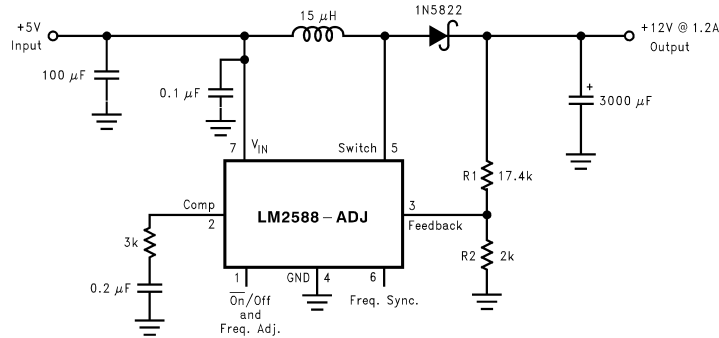 1N5822
15 μH
+5V
Input
+12V @ 1.2A
Output
100 μF
0.1 μF
+
3000 μF
7
VIN
Switch
5
R1
17.4k
Comp
2
LM2588-ADJ
3
Feedback
3k
R2
2k
0.2 μF
1
GND
4
6
On/Off
and
Freq. Adj.
Freq. Sync.